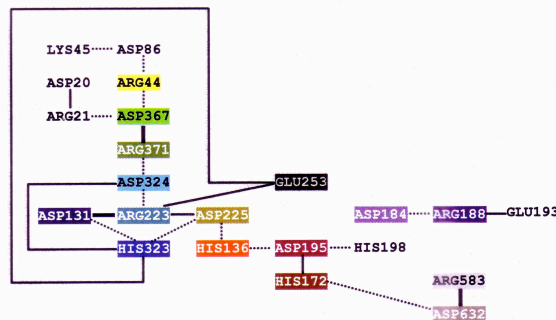 LYS45 ASP86
ASP20 ARG44
ARG21 ASP367
ARG371
ASP324 GLU253
ASP131 ARG223 ASP225 ASP184 ARG188 GLU193
HIS323 HIS136 ASP195 HIS198
HIS172 ARG583
ASP632